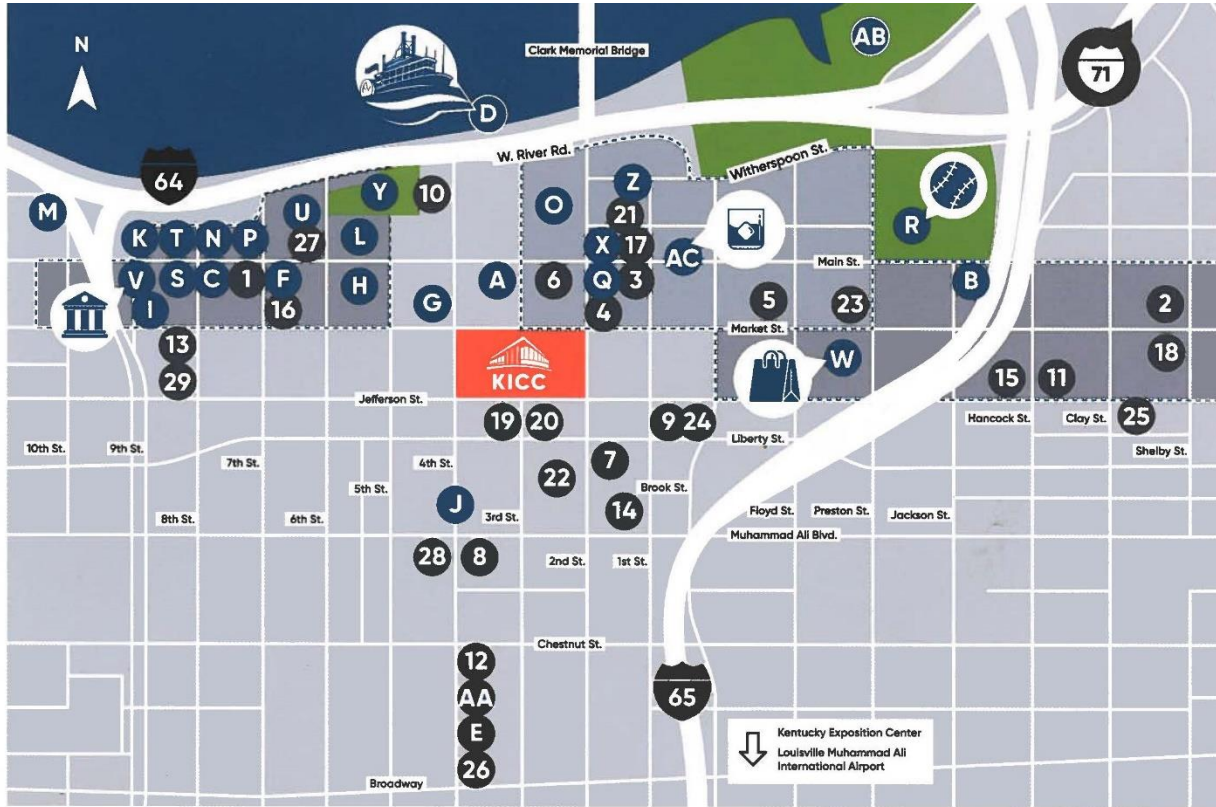 N
Clark Memorial Bridge
AB
71
D
W. River Rd.
Witherspoon St.
64
M
Y
10
Z
U
O
21
R
K
T
N
P
27
L
X
17
AC
Main St.
V
S
C
1
F
H
A
6
Q
3
B
I
16
G
4
5
23
2
Market St.
13
KICC
W
18
29
15
11
Jefferson St.
19
20
9
24
Hancock St.
Clay St.
25
Liberty St.
10th St.
9th St.
7th St.
4th St.
7
Shelby St.
5th St.
22
Brook St.
J
14
8th St.
6th St.
3rd St.
Floyd St.
Preston St.
Jackson St.
Muhammad Ali Blvd.
28
8
2nd St.
1st St.
Chestnut St.
12
AA
65
E
Kentucky Exposition Center
Louisville Muhammad Ali
International Airport
26
Broadway